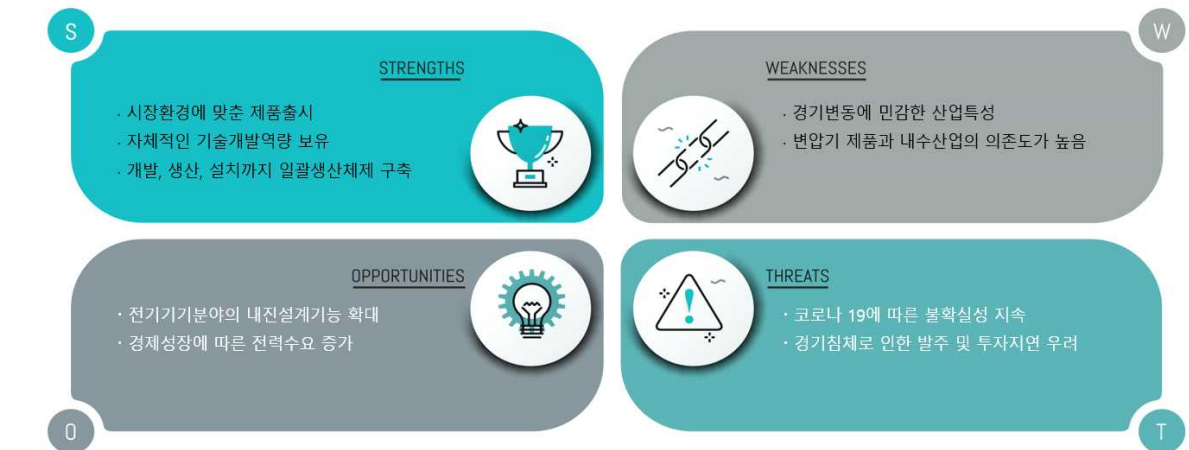 S
STRENGTHS
· 시장환경에 맞춘 제품출시
· 자체적인 기술개발역량 보유
· 개발, 생산, 설치까지 일괄생산체제 구축
W
WEAKNESSES
· 경기변동에 민감한 산업특성
· 변압기 제품과 내수산업의 의존도가 높음
OPPORTUNITIES
· 전기기기분야의 내진설계기능 확대
· 경제성장에 따른 전력수요 증가
O
THREATS
· 코로나 19에 따른 불확실성 지속
· 경기침체로 인한 발주 및 투자지연 우려
T